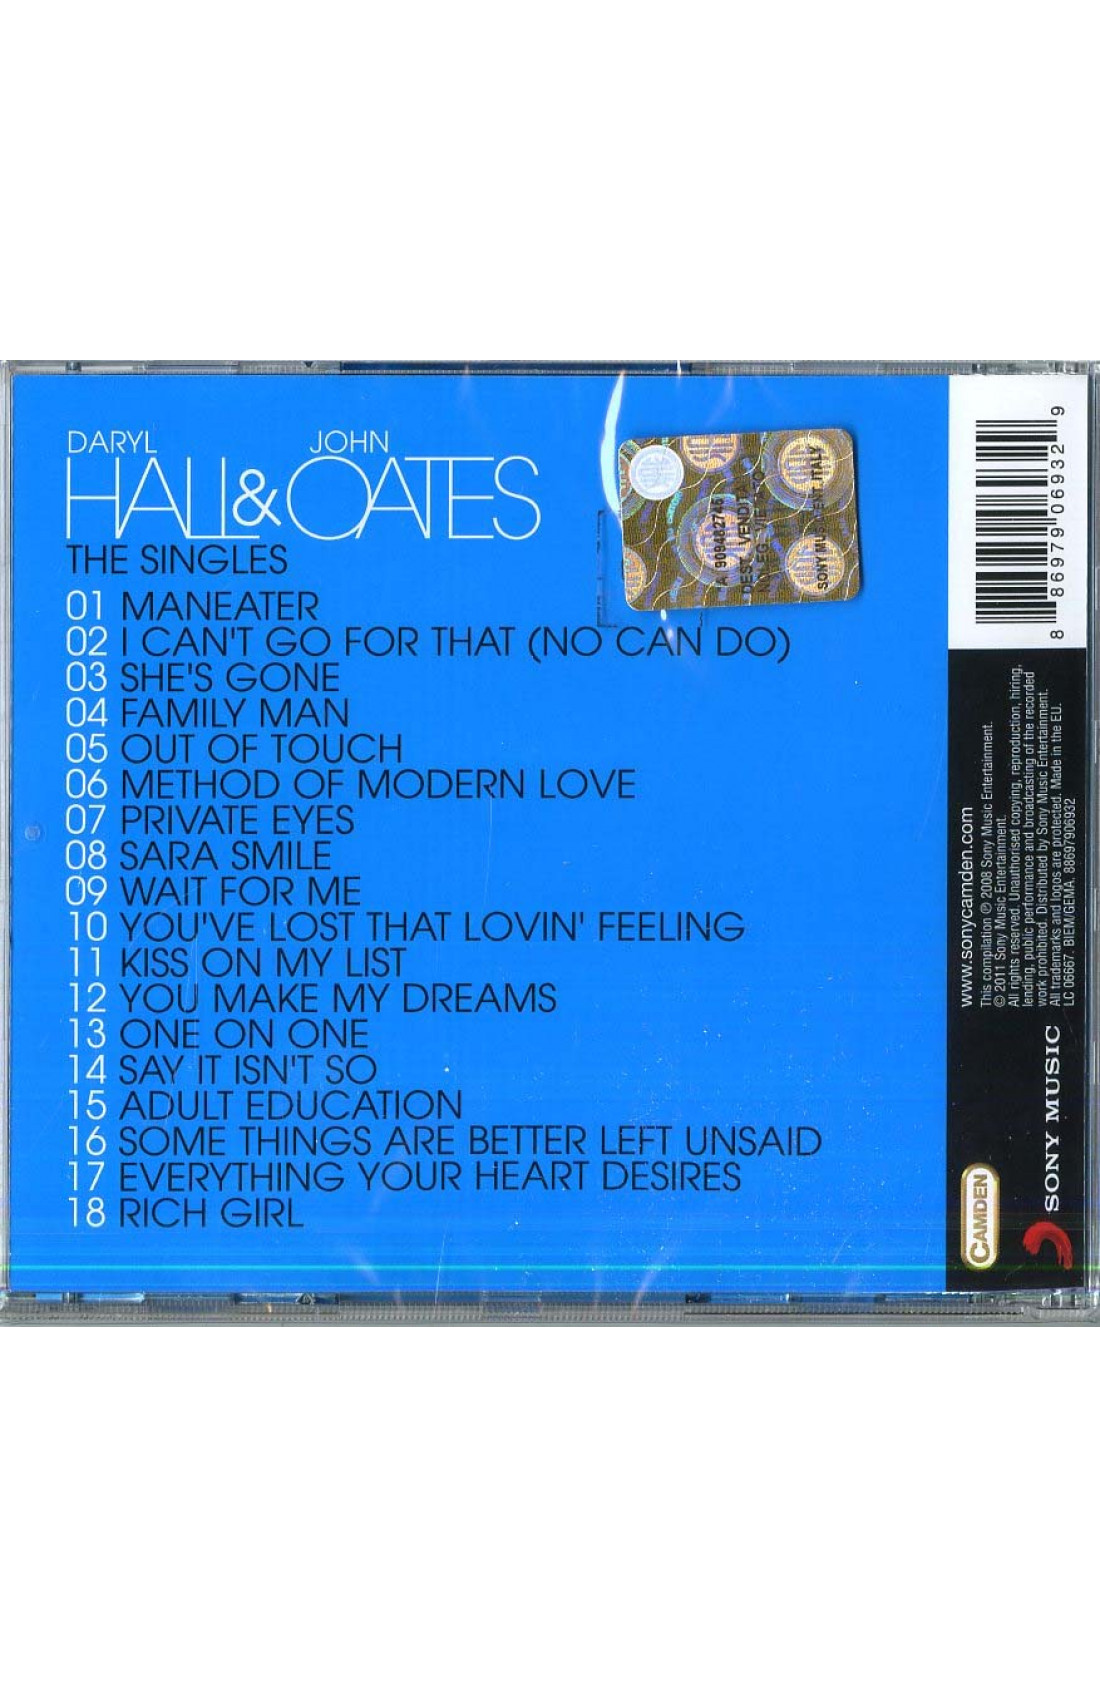 DARYL JOHN
HALL & OATES
THE SINGLES
01 MANEATER
02 I CAN'T GO FOR THAT (NO CAN DO)
03 SHE'S GONE
04 FAMILY MAN
05 OUT OF TOUCH
06 METHOD OF MODERN LOVE
07 PRIVATE EYES
08 SARA SMILE
09 WAIT FOR ME
10 YOU'VE LOST THAT LOVIN' FEELING
11 KISS ON MY LIST
12 YOU MAKE MY DREAMS
13 ONE ON ONE
14 SAY IT ISN'T SO
15 ADULT EDUCATION
16 SOME THINGS ARE BETTER LEFT UNSAID
17 EVERYTHING YOUR HEART DESIRES
18 RICH GIRL
DEST. VENDITA
SONY MUS ENT ITALY
8 86979 06932 9
www.sonycamden.com
This compilation ℗ 2008 Sony Music Entertainment.
© 2011 Sony Music Entertainment.
All rights reserved. Unauthorised copying, reproduction, hiring,
lending, public performance and broadcasting of the recorded
work prohibited. Distributed by Sony Music Entertainment.
All trademarks and logos are protected. Made in the EU.
LC 06667. BIEM/GEMA. 88697906932
CAMDEN
SONY MUSIC